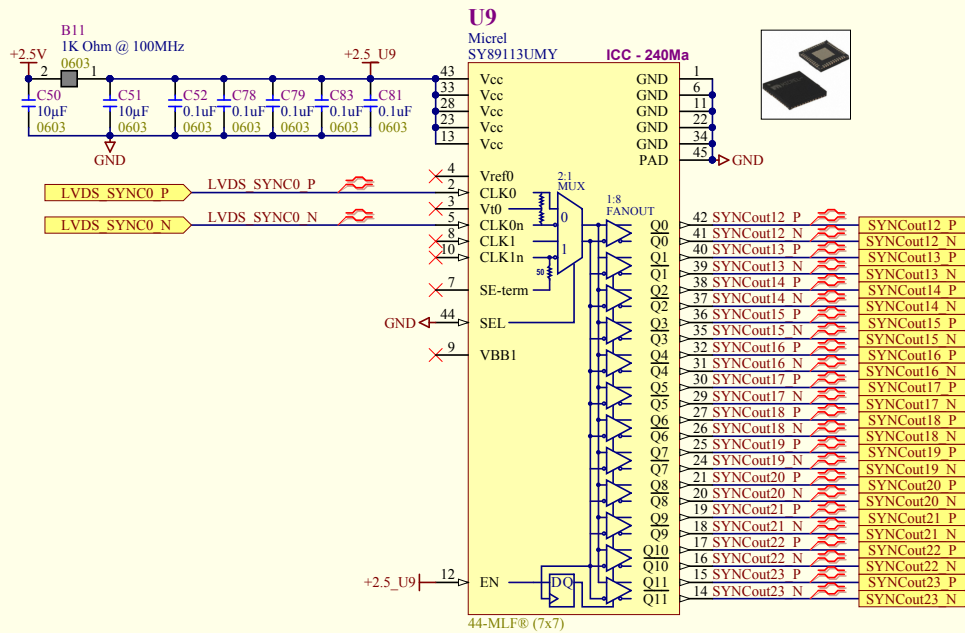 U9
Micrel
SY89113UMY
ICC - 240Ma
B11
1K Ohm @ 100MHz
0603
+2.5V
2
1
+2.5_U9
C50
10µF
0603
C51
10µF
0603
C52
0.1uF
0603
C78
0.1uF
0603
C79
0.1uF
0603
C83
0.1uF
0603
C81
0.1uF
0603
GND
43 Vcc
33 Vcc
28 Vcc
23 Vcc
13 Vcc
GND 1
GND 6
GND 11
GND 22
GND 34
PAD 45
GND
4 Vref0
LVDS_SYNC0_P LVDS_SYNC0_P 2 CLK0
3 Vt0
LVDS_SYNC0_N LVDS_SYNC0_N 5 CLK0n
8 CLK1
10 CLK1n
7 SE-term
GND 44 SEL
9 VBB1
+2.5_U9 12 EN
2:1
MUX
0
1
50
1:8
FANOUT
DQ
Q0 42 SYNCout12_P SYNCout12_P
Q0 41 SYNCout12_N SYNCout12_N
Q1 40 SYNCout13_P SYNCout13_P
Q1 39 SYNCout13_N SYNCout13_N
Q2 38 SYNCout14_P SYNCout14_P
Q2 37 SYNCout14_N SYNCout14_N
Q3 36 SYNCout15_P SYNCout15_P
Q3 35 SYNCout15_N SYNCout15_N
Q4 32 SYNCout16_P SYNCout16_P
Q4 31 SYNCout16_N SYNCout16_N
Q5 30 SYNCout17_P SYNCout17_P
Q5 29 SYNCout17_N SYNCout17_N
Q6 27 SYNCout18_P SYNCout18_P
Q6 26 SYNCout18_N SYNCout18_N
Q7 25 SYNCout19_P SYNCout19_P
Q7 24 SYNCout19_N SYNCout19_N
Q8 21 SYNCout20_P SYNCout20_P
Q8 20 SYNCout20_N SYNCout20_N
Q9 19 SYNCout21_P SYNCout21_P
Q9 18 SYNCout21_N SYNCout21_N
Q10 17 SYNCout22_P SYNCout22_P
Q10 16 SYNCout22_N SYNCout22_N
Q11 15 SYNCout23_P SYNCout23_P
Q11 14 SYNCout23_N SYNCout23_N
44-MLF® (7x7)